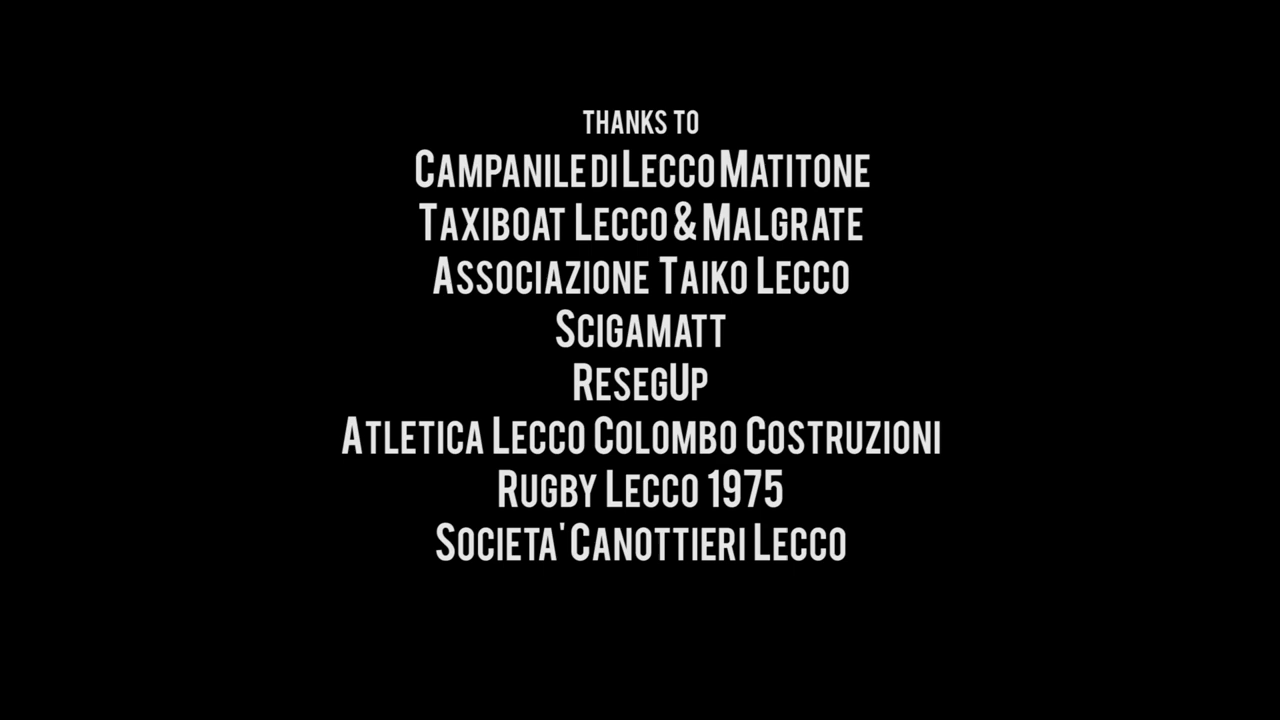 THANKS TO
CAMPANILE DI LECCO MATITONE
TAXIBOAT LECCO & MALGRATE
ASSOCIAZIONE TAIKO LECCO
SCIGAMATT
RESEGUP
ATLETICA LECCO COLOMBO COSTRUZIONI
RUGBY LECCO 1975
SOCIETA' CANOTTIERI LECCO